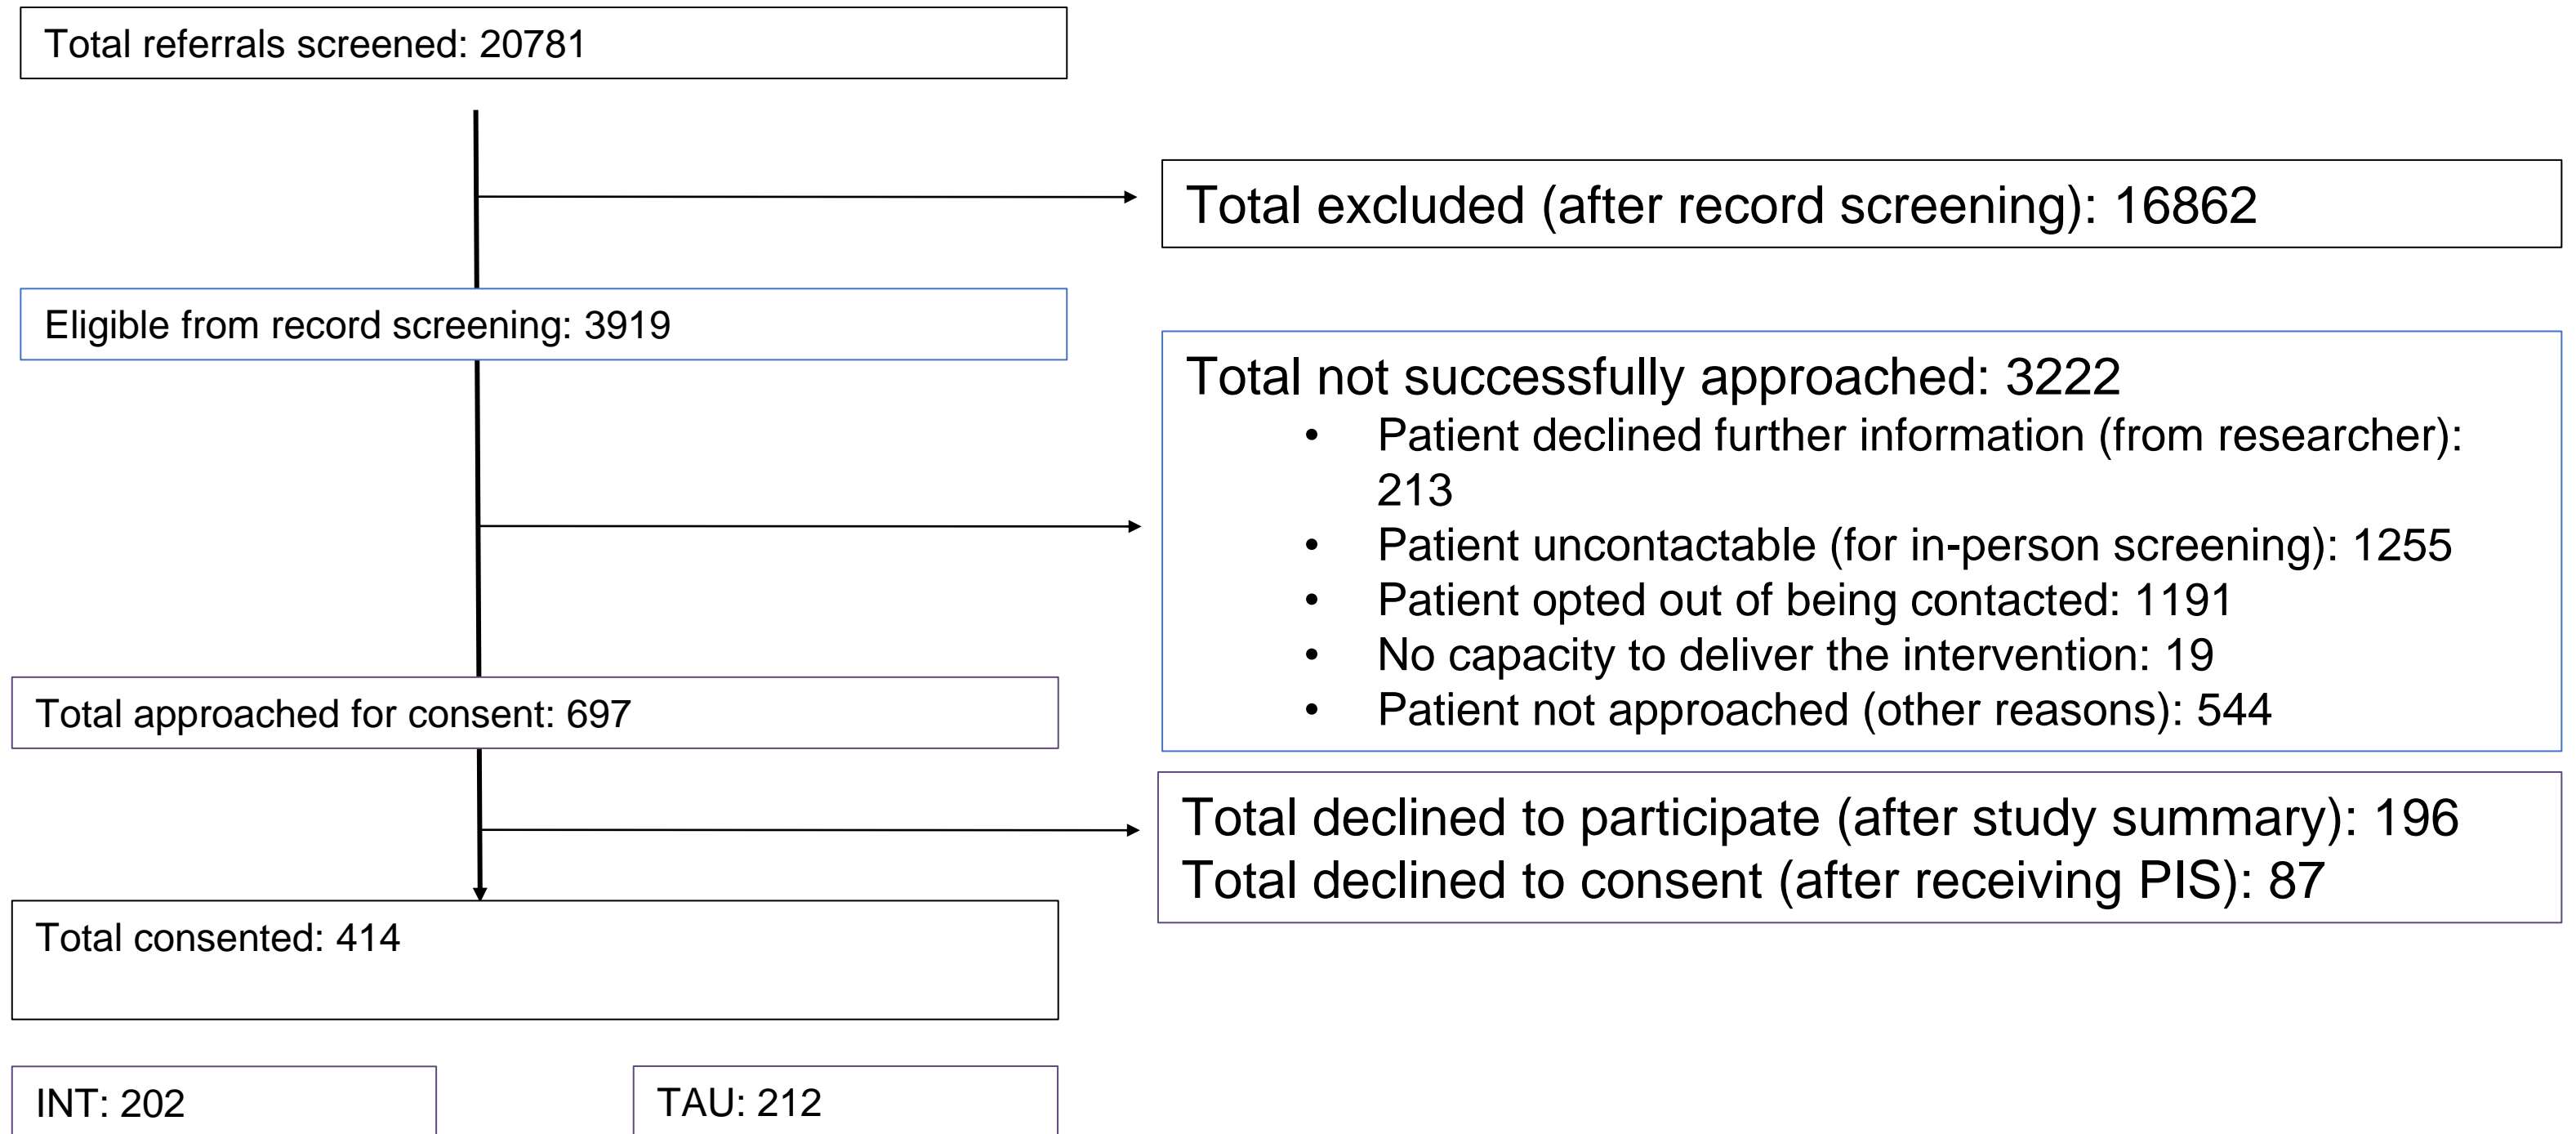 Total referrals screened: 20781
Total excluded (after record screening): 16862
Eligible from record screening: 3919
Total not successfully approached: 3222
• Patient declined further information (from researcher):
213
• Patient uncontactable (for in-person screening): 1255
• Patient opted out of being contacted: 1191
• No capacity to deliver the intervention: 19
• Patient not approached (other reasons): 544
Total approached for consent: 697
Total declined to participate (after study summary): 196
Total declined to consent (after receiving PIS): 87
Total consented: 414
INT: 202
TAU: 212